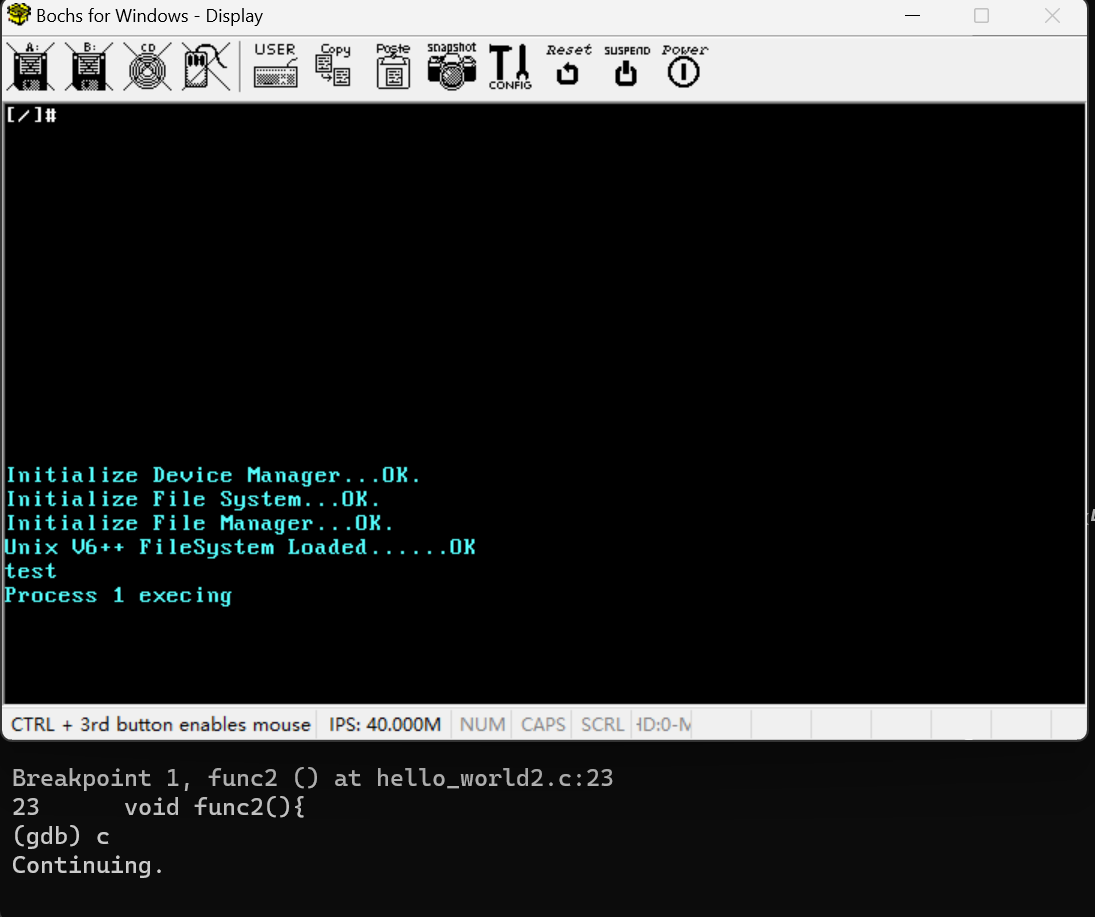 Bochs for Windows - Display
A: B: CD USER Copy Paste snapshot CONFIG Reset SUSPEND Power
[/]#
Initialize Device Manager...OK.
Initialize File System...OK.
Initialize File Manager...OK.
Unix V6++ FileSystem Loaded......OK
test
Process 1 execing
CTRL + 3rd button enables mouse IPS: 40.000M NUM CAPS SCRL HD:0-M
Breakpoint 1, func2 () at hello_world2.c:23
23 void func2(){
(gdb) c
Continuing.